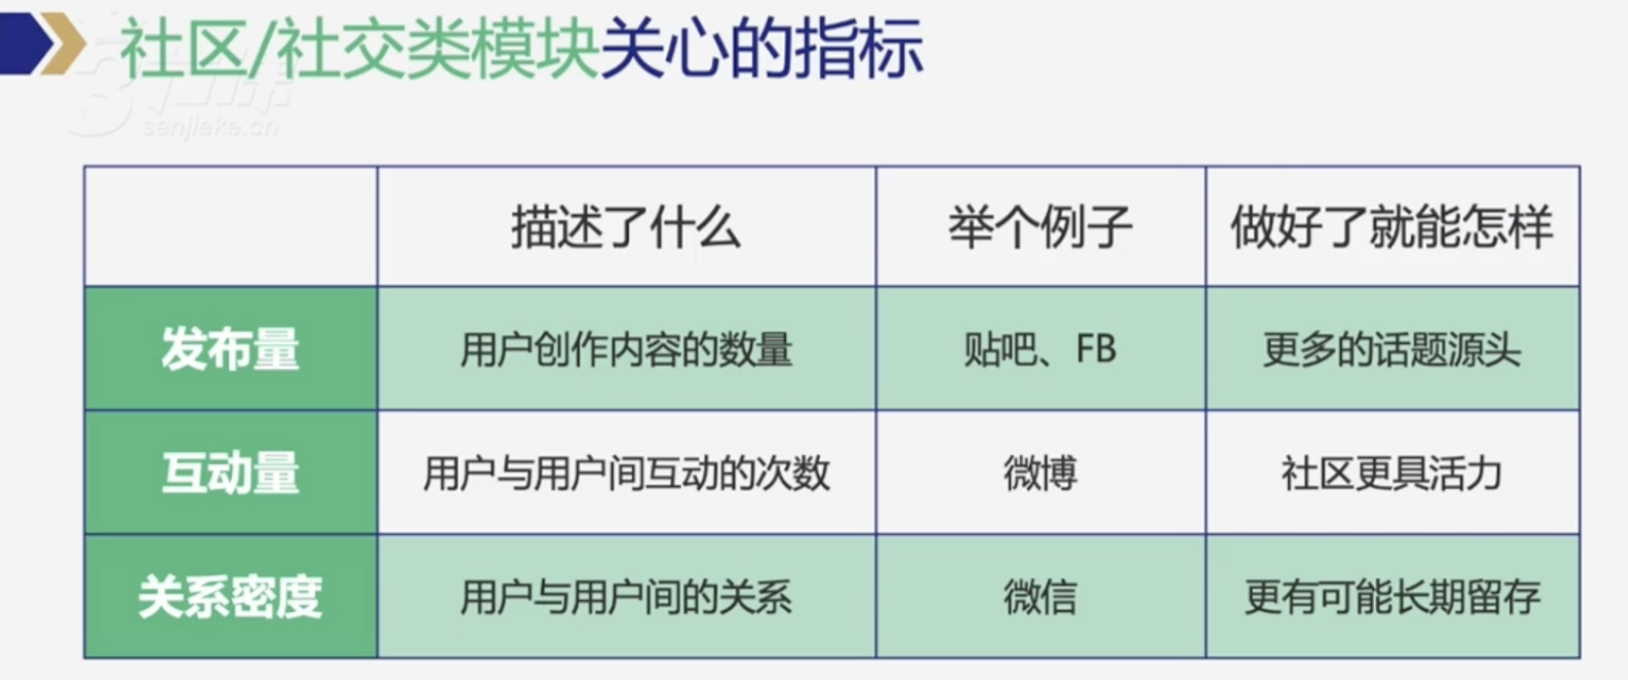 社区/社交类模块关心的指标
sanjieke.cn
描述了什么 举个例子 做好了就能怎样
发布量 用户创作内容的数量 贴吧、FB 更多的话题源头
互动量 用户与用户间互动的次数 微博 社区更具活力
关系密度 用户与用户间的关系 微信 更有可能长期留存